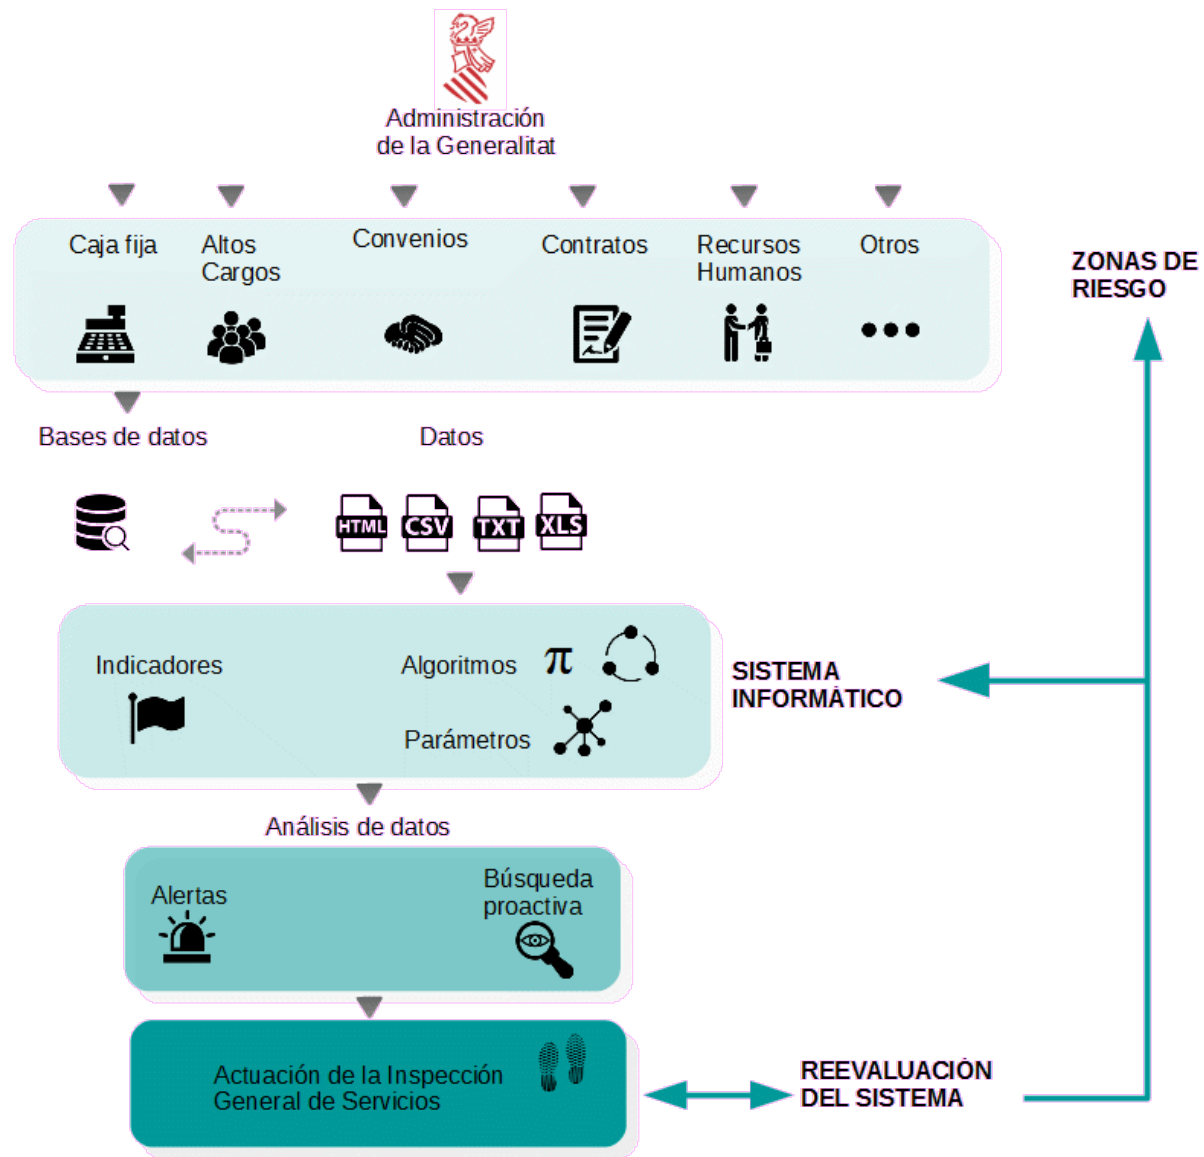 Administración
de la Generalitat
Caja fija
Altos
Cargos
Convenios
Contratos
Recursos
Humanos
Otros
ZONAS DE
RIESGO
Bases de datos
Datos
HTML
CSV
TXT
XLS
Indicadores
Algoritmos
π
Parámetros
SISTEMA
INFORMÁTICO
Análisis de datos
Alertas
Búsqueda
proactiva
Actuación de la Inspección
General de Servicios
REEVALUACIÓN
DEL SISTEMA